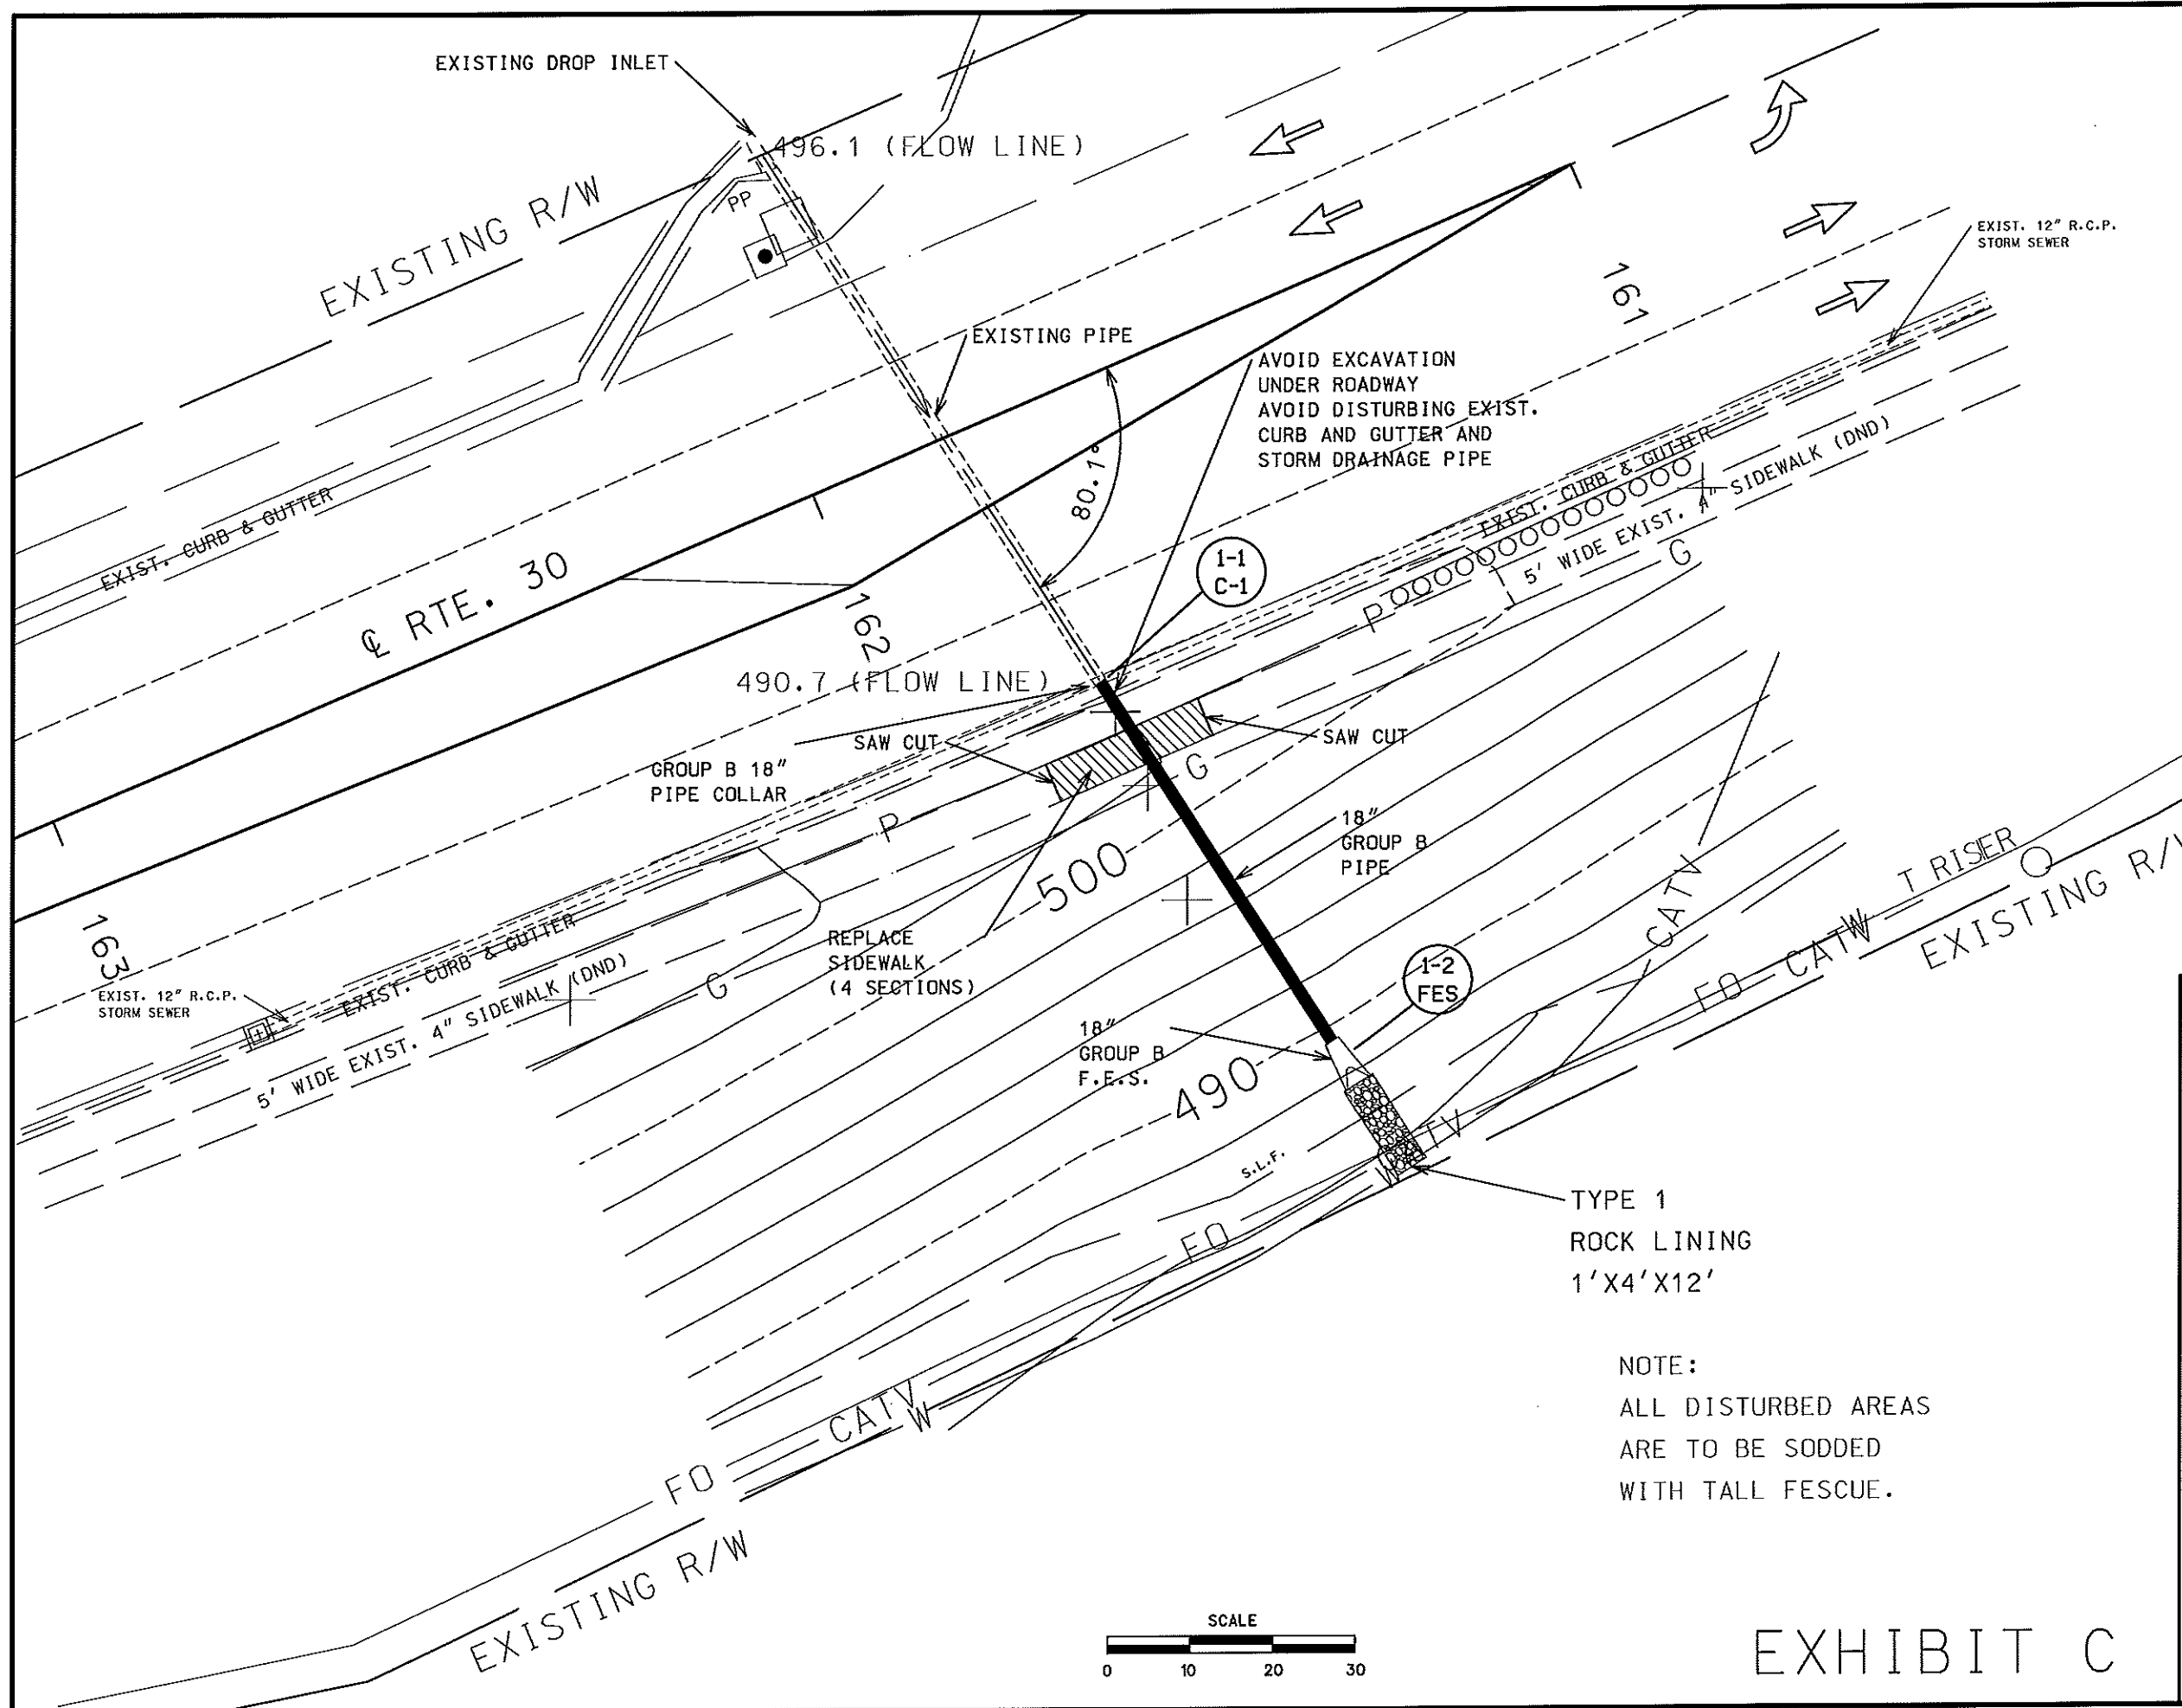 EXISTING DROP INLET
496.1 (FLOW LINE)
PP
EXISTING R/W
EXIST. 12" R.C.P.
STORM SEWER
161
EXISTING PIPE
AVOID EXCAVATION
UNDER ROADWAY
AVOID DISTURBING EXIST.
CURB AND GUTTER AND
STORM DRAINAGE PIPE
80.1°
EXIST. CURB & GUTTER
EXIST. CURB & GUTTER
5' WIDE EXIST. 4" SIDEWALK (DND)
℄ RTE. 30
1-1
C-1
G
P
162
490.7 (FLOW LINE)
SAW CUT
SAW CUT
GROUP B 18"
PIPE COLLAR
G
P
18"
GROUP B
PIPE
500
CATV
T RISER
EXISTING R/W
163
EXIST. CURB & GUTTER
REPLACE
SIDEWALK
(4 SECTIONS)
G
EXIST. 12" R.C.P.
STORM SEWER
5' WIDE EXIST. 4" SIDEWALK (DND)
1-2
FES
FO
CATV
W
18"
GROUP B
F.E.S.
490
TV
W
S.L.F.
FO
TYPE 1
ROCK LINING
1'X4'X12'
NOTE:
ALL DISTURBED AREAS
ARE TO BE SODDED
WITH TALL FESCUE.
CATV
W
FO
EXISTING R/W
SCALE
0 10 20 30
EXHIBIT C